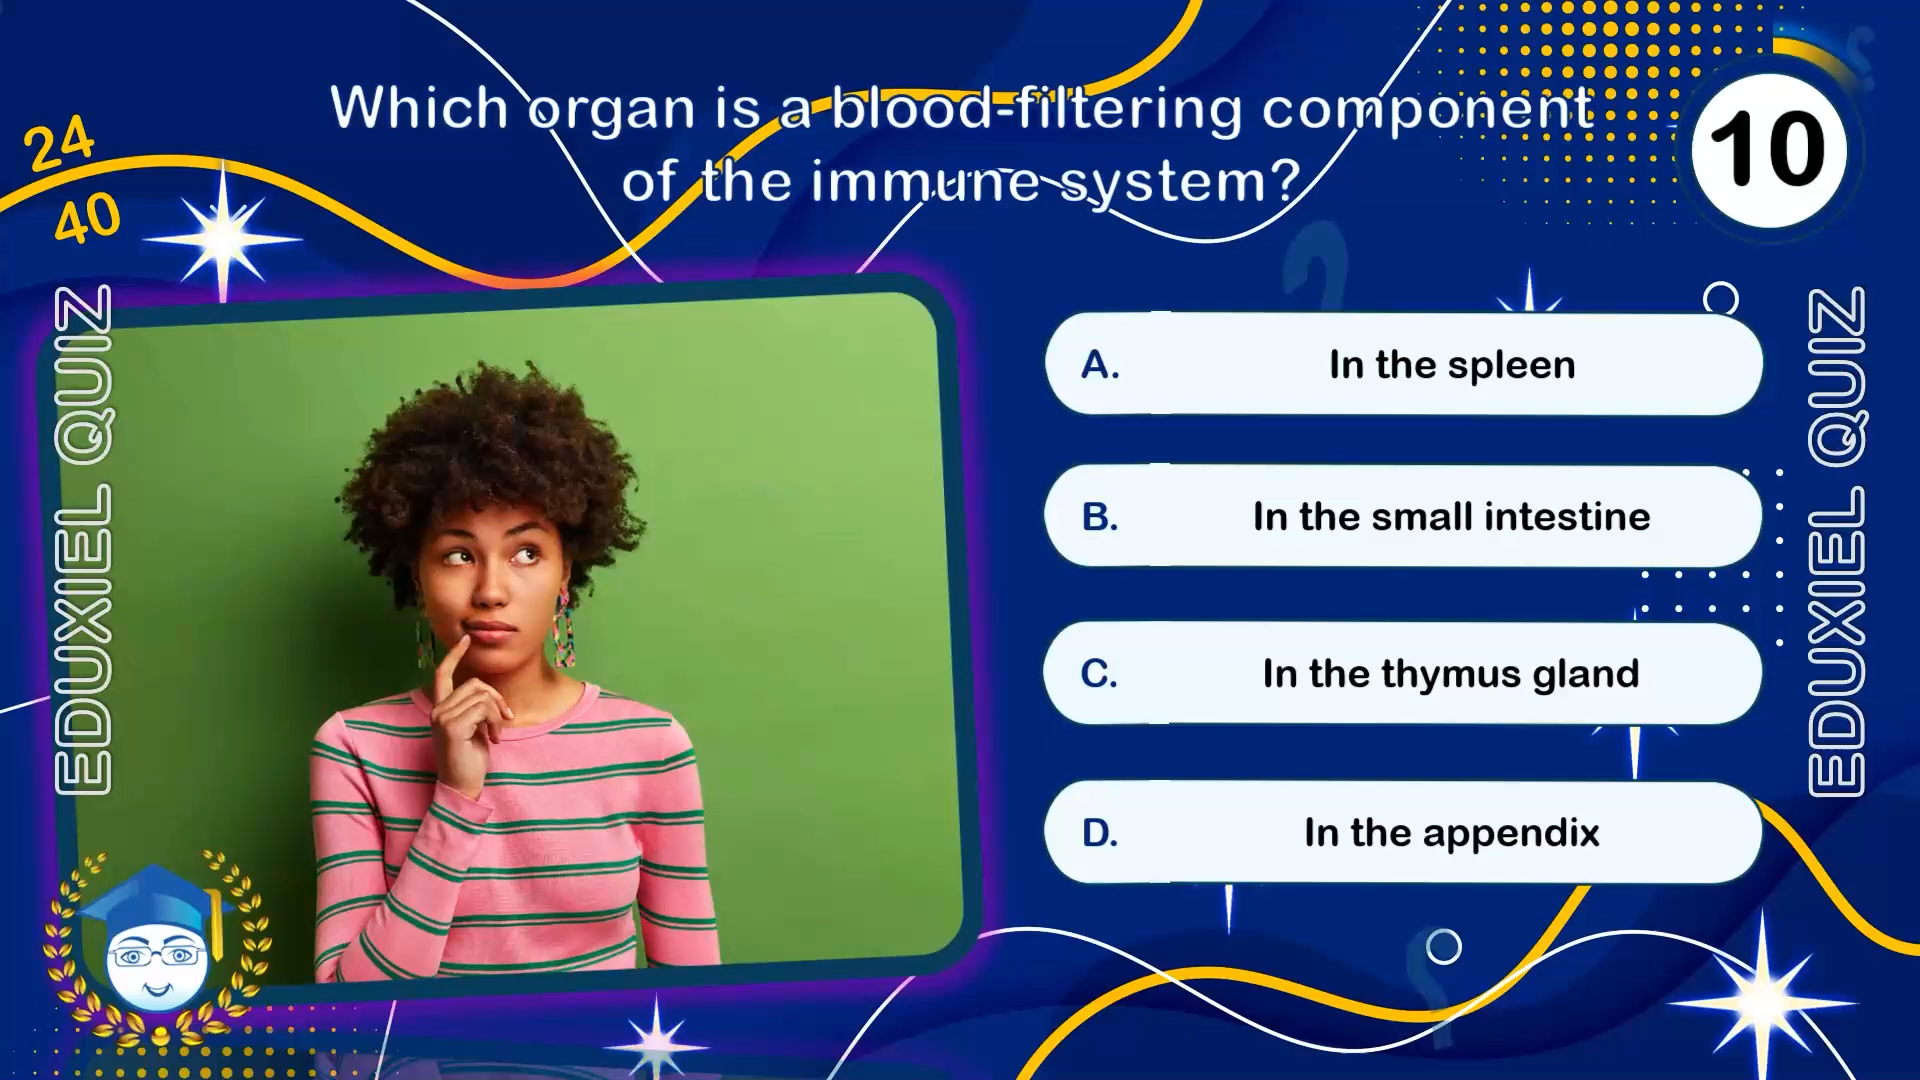 Which organ is a blood-filtering component
of the immune system?
10
24
40
EDUXIEL QUIZ
A. In the spleen
B. In the small intestine
C. In the thymus gland
D. In the appendix
EDUXIEL QUIZ